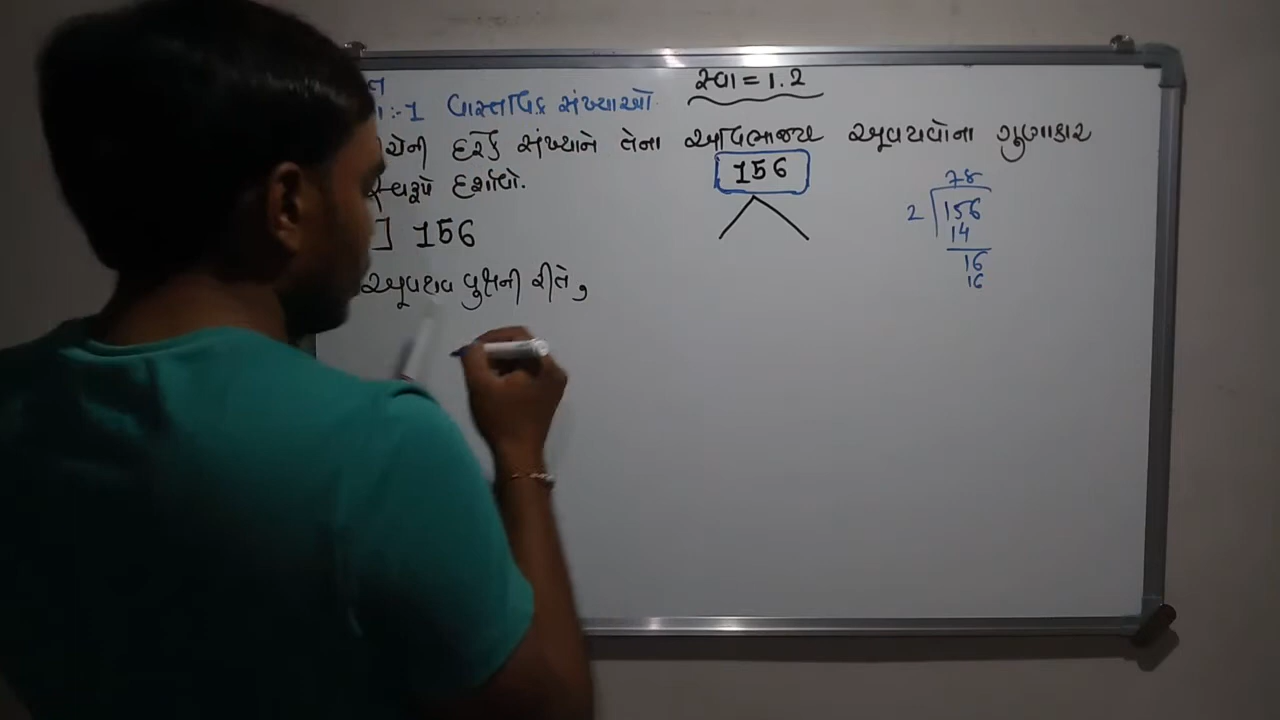 સ્વા = 1.2
:-1 વાસ્તવિક સંખ્યાઓ
દરેક સંખ્યાને તેના અવિભાજ્ય અવયવોના ગુણાકાર
સ્વરૂપે દર્શાવો.
] 156
અવયવ વૃક્ષની રીતે,
156
78
2 156
14
16
16